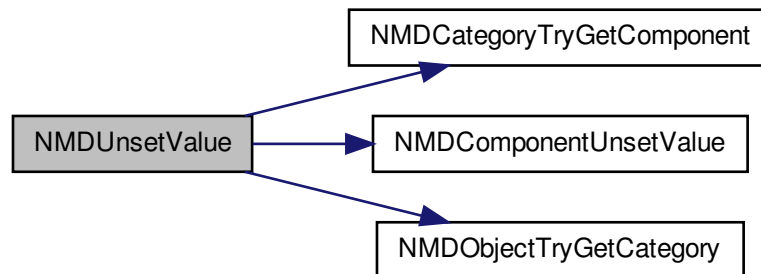 NMDCategoryTryGetComponent
NMDUnsetValue
NMDComponentUnsetValue
NMDObjectTryGetCategory